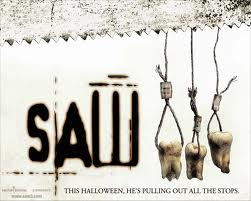 SAW
THIS HALLOWEEN, HE'S PULLING OUT ALL THE STOPS.